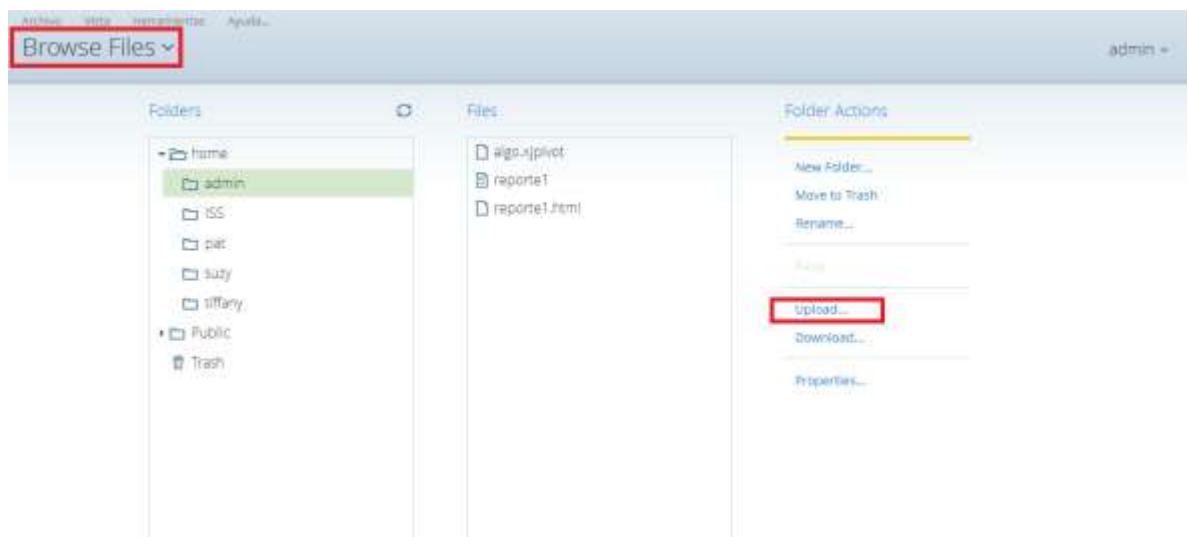 Archivo Vista Herramientas Ayuda...
Browse Files
admin
Folders
home
admin
ISS
pat
suzy
tiffany
Public
Trash
Files
algo.xjpivot
reporte1
reporte1.html
Folder Actions
New Folder...
Move to Trash
Rename...
Upload...
Download...
Properties...